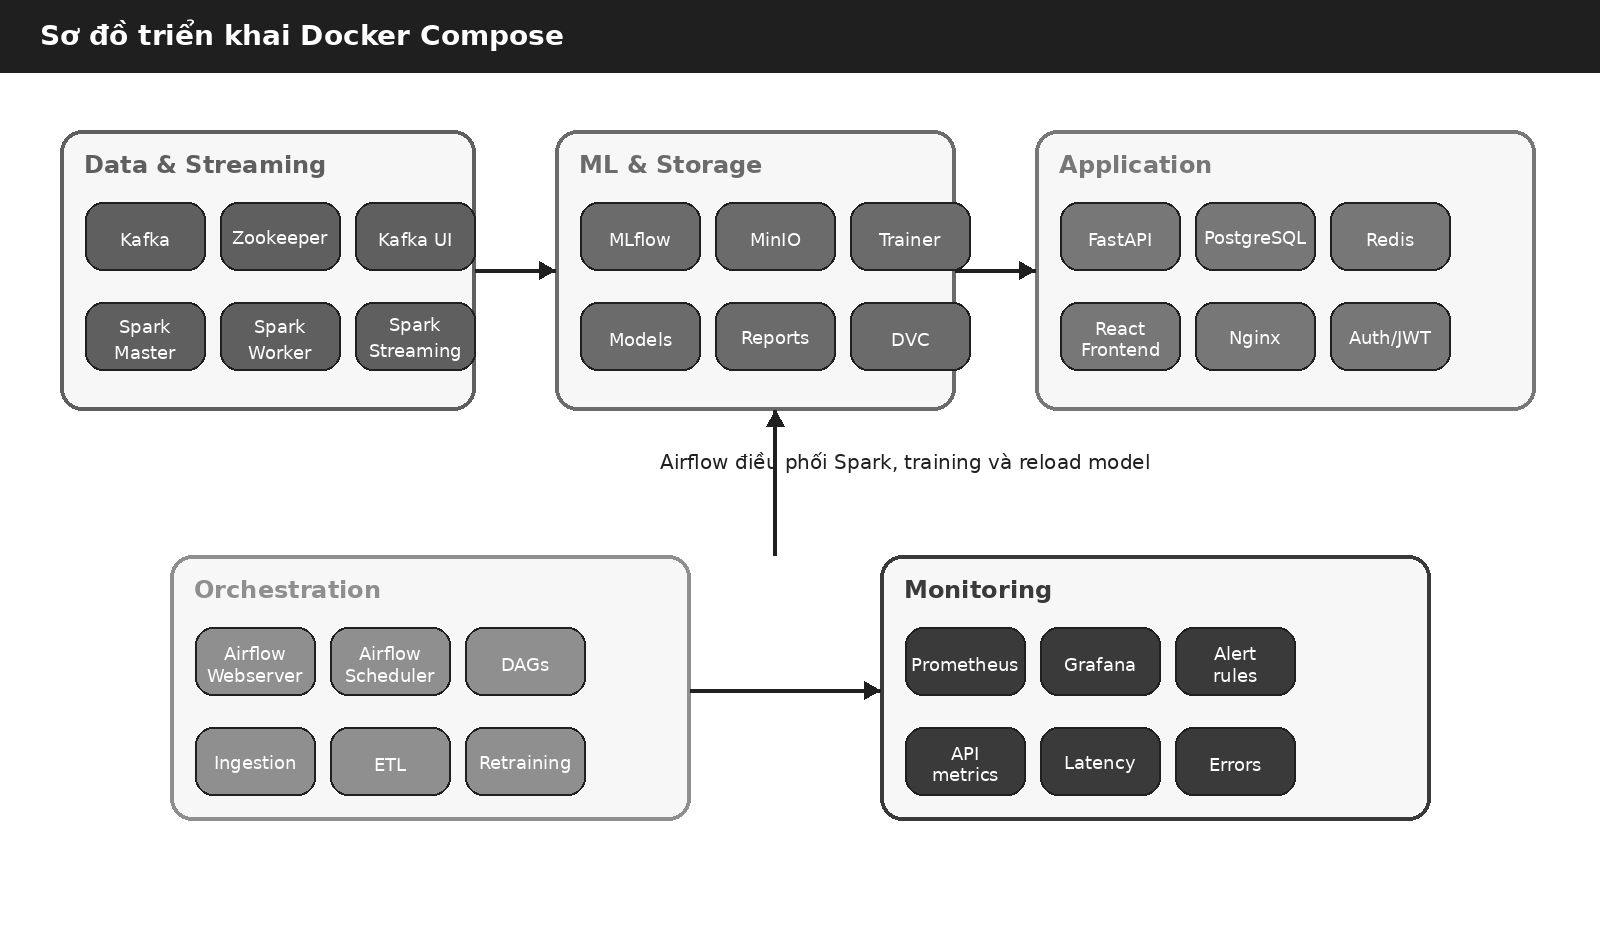 Sơ đồ triển khai Docker Compose
Data & Streaming
Kafka
Zookeeper
Kafka UI
Spark
Master
Spark
Worker
Spark
Streaming
ML & Storage
MLflow
MinIO
Trainer
Models
Reports
DVC
Application
FastAPI
PostgreSQL
Redis
React
Frontend
Nginx
Auth/JWT
Airflow điều phối Spark, training và reload model
Orchestration
Airflow
Webserver
Airflow
Scheduler
DAGs
Ingestion
ETL
Retraining
Monitoring
Prometheus
Grafana
Alert
rules
API
metrics
Latency
Errors